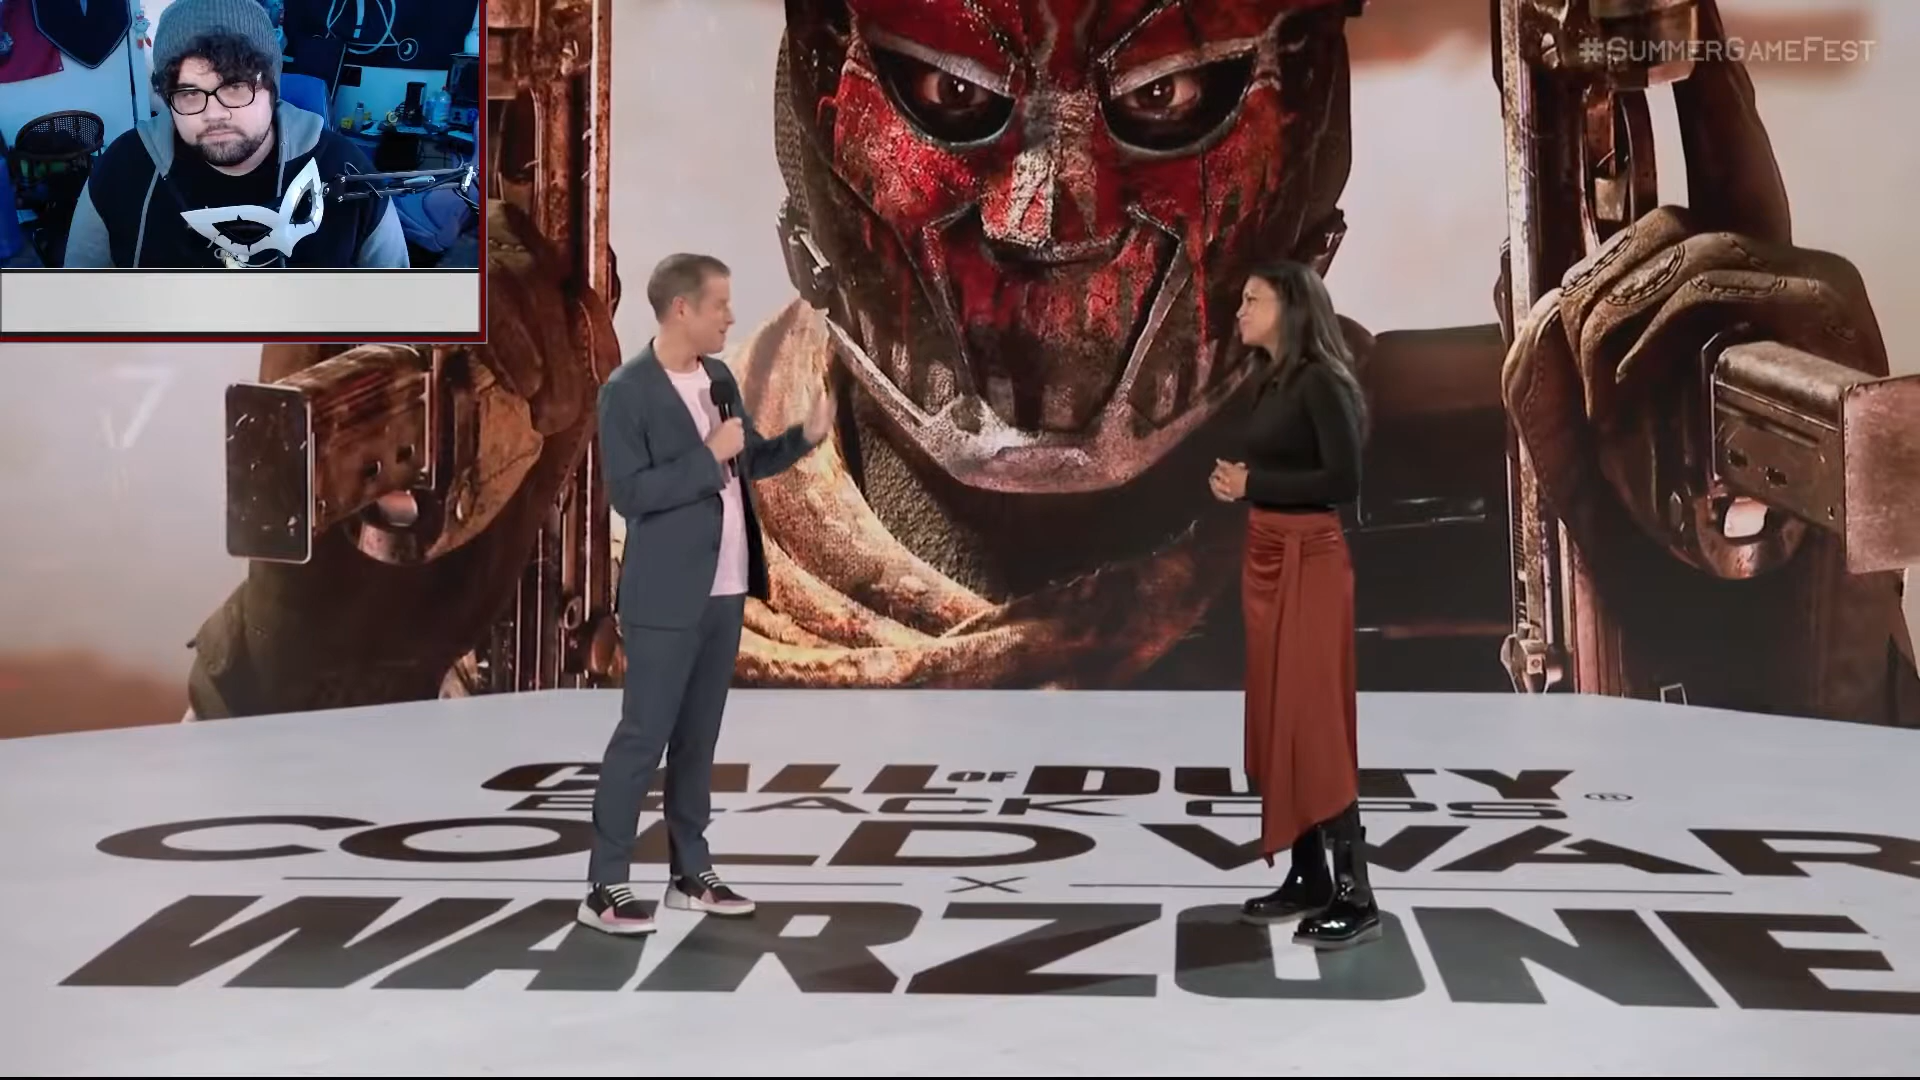 #SUMMERGAMEFEST
CALL OF DUTY®
BLACK OPS
COLD WAR
X
WARZONE